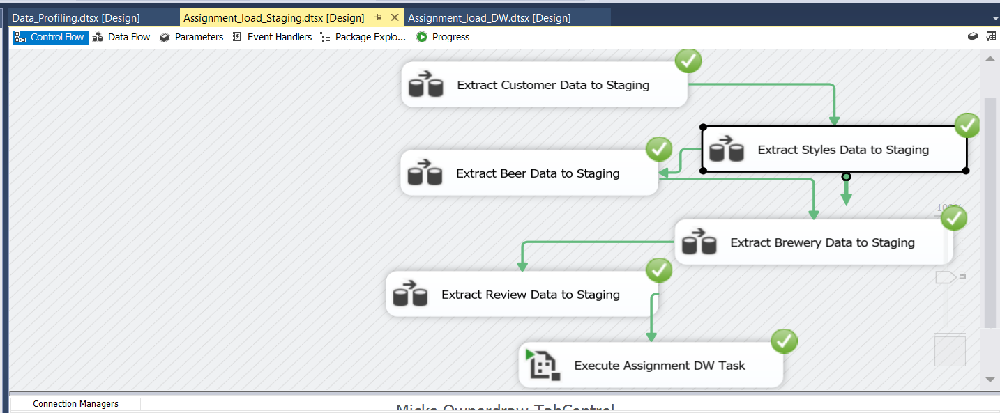 Data_Profiling.dtsx [Design] Assignment_load_Staging.dtsx [Design] Assignment_load_DW.dtsx [Design]
Control Flow Data Flow Parameters Event Handlers Package Explo... Progress
Extract Customer Data to Staging
Extract Styles Data to Staging
Extract Beer Data to Staging
100%
Extract Brewery Data to Staging
Extract Review Data to Staging
Execute Assignment DW Task
Connection Managers
Micks Ownerdraw TabControl